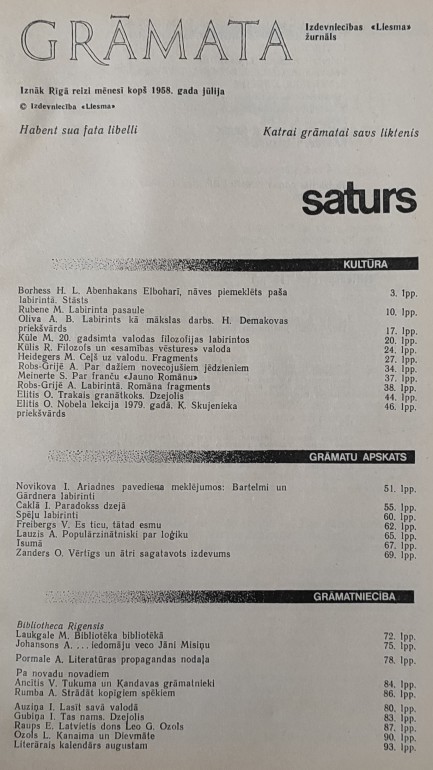 GRĀMATA
Izdevniecības «Liesma»
žurnāls
Iznāk Rīgā reizi mēnesī kopš 1958. gada jūlija
© Izdevniecība «Liesma»
Habent sua fata libelli Katrai grāmatai savs liktenis
saturs
KULTŪRA
Borhess H. L. Abenhakans Elboharī, nāves piemeklēts paša
labirintā. Stāsts 3. lpp.
Rubene M. Labirinta pasaule 10. lpp.
Oliva A. B. Labirints kā mākslas darbs. H. Demakovas
priekšvārds 17. lpp.
Kūle M. 20. gadsimta valodas filozofijas labirintos 20. lpp.
Kūlis R. Filozofs un «esamības vēstures» valoda 24. lpp.
Heidegers M. Ceļš uz valodu. Fragments 27. lpp.
Robs-Grijē A. Par dažiem novecojušiem jēdzieniem 34. lpp.
Meinerte S. Par franču «Jauno Romānu» 37. lpp.
Robs-Grijē A. Labirintā. Romāna fragments 38. lpp.
Elitis O. Trakais granātkoks. Dzejolis 44. lpp.
Elitis O. Nobela lekcija 1979. gadā. K. Skujenieka
priekšvārds 46. lpp.
GRĀMATU APSKATS
Novikova I. Ariadnes pavediena meklējumos: Bartelmi un
Gārdnera labirinti 51. lpp.
Caklā I. Paradokss dzejā 55. lpp.
Spēļu labirinti 60. lpp.
Freibergs V. Es ticu, tātad esmu 62. lpp.
Lauzis A. Populārzinātniski par loģiku 65. lpp.
Īsumā 67. lpp.
Zanders O. Vērtīgs un ātri sagatavots izdevums 69. lpp.
GRĀMATNIECĪBA
Bibliotheca Rigensis
Laukgale M. Bibliotēka bibliotēkā 72. lpp.
Johansons A. ... iedomāju veco Jāni Misiņu 75. lpp.
Pormale A. Literatūras propagandas nodaļa 78. lpp.
Pa novadu novadiem
Ancītis V. Tukuma un Kandavas grāmatnieki 84. lpp.
Rumba A. Strādāt kopīgiem spēkiem 86. lpp.
Auziņa I. Lasīt savā valodā 80. lpp.
Gubiņa I. Tas nams. Dzejolis 83. lpp.
Raups E. Latvietis dons Leo G. Ozols 87. lpp.
Ozols L. Kanaima un Dievmāte 90. lpp.
Literārais kalendārs augustam 93. lpp.